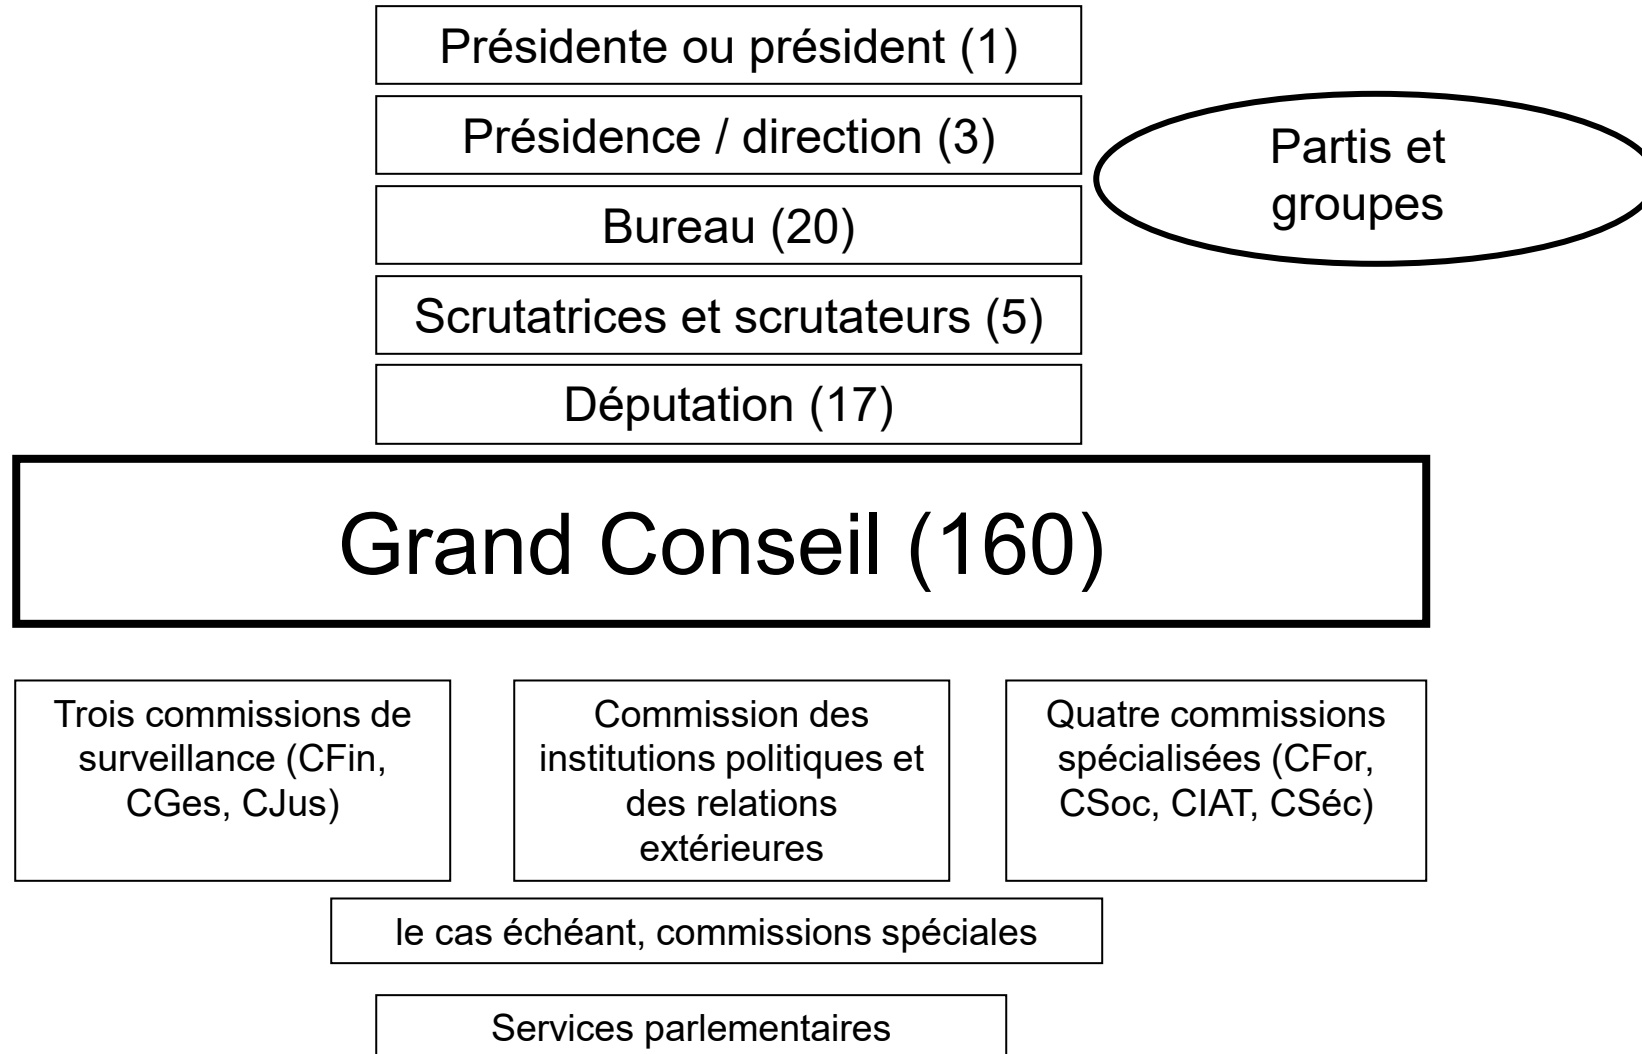 Présidente ou président (1)
Présidence / direction (3)
Partis et
groupes
Bureau (20)
Scrutatrices et scrutateurs (5)
Députation (17)
Grand Conseil (160)
Trois commissions de
surveillance (CFin,
CGes, CJus)
Commission des
institutions politiques et
des relations
extérieures
Quatre commissions
spécialisées (CFor,
CSoc, CIAT, CSéc)
le cas échéant, commissions spéciales
Services parlementaires